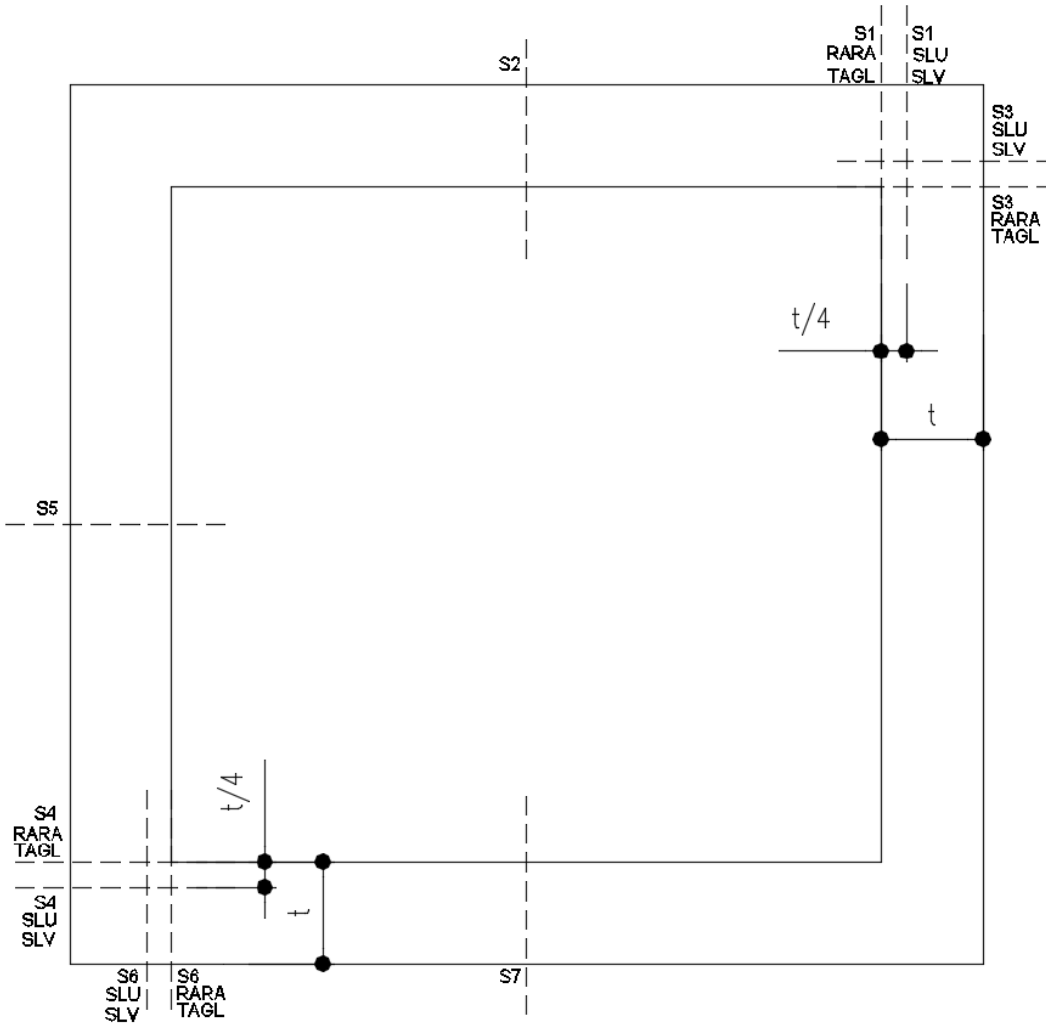 S1
RARA
TAGL
S1
SLU
SLV
S2
S3
SLU
SLV
S3
RARA
TAGL
t/4
t
S5
t/4
S4
RARA
TAGL
S4
SLU
SLV
t
S6
SLU
SLV
S6
RARA
TAGL
S7